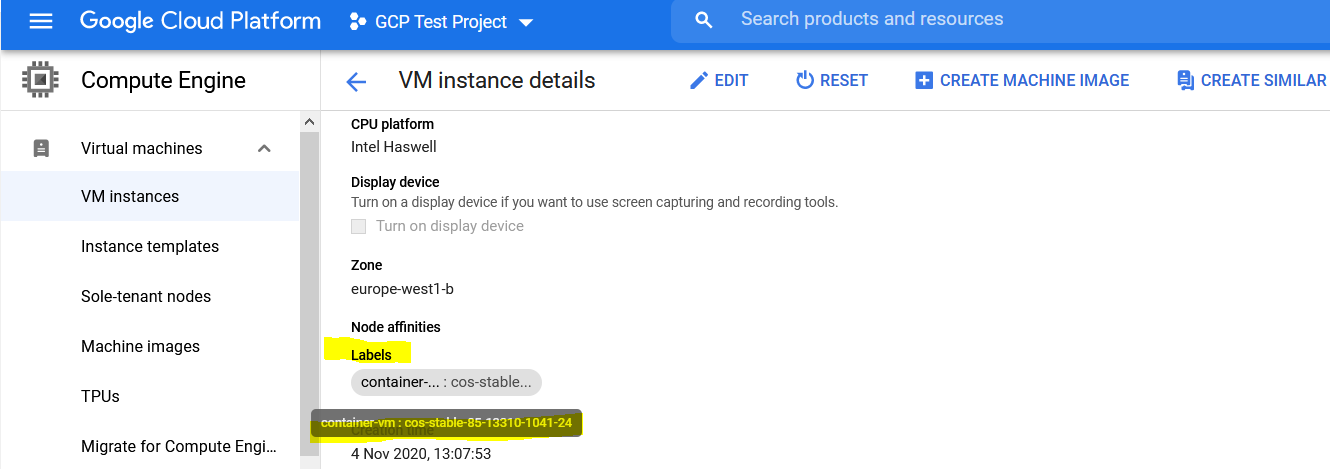 Google Cloud Platform
GCP Test Project
Search products and resources
Compute Engine
VM instance details
EDIT
RESET
CREATE MACHINE IMAGE
CREATE SIMILAR
Virtual machines
VM instances
Instance templates
Sole-tenant nodes
Machine images
TPUs
Migrate for Compute Engi...
CPU platform
Intel Haswell
Display device
Turn on a display device if you want to use screen capturing and recording tools.
Turn on display device
Zone
europe-west1-b
Node affinities
Labels
container-... : cos-stable...
container-vm : cos-stable-85-13310-1041-24
Creation time
4 Nov 2020, 13:07:53